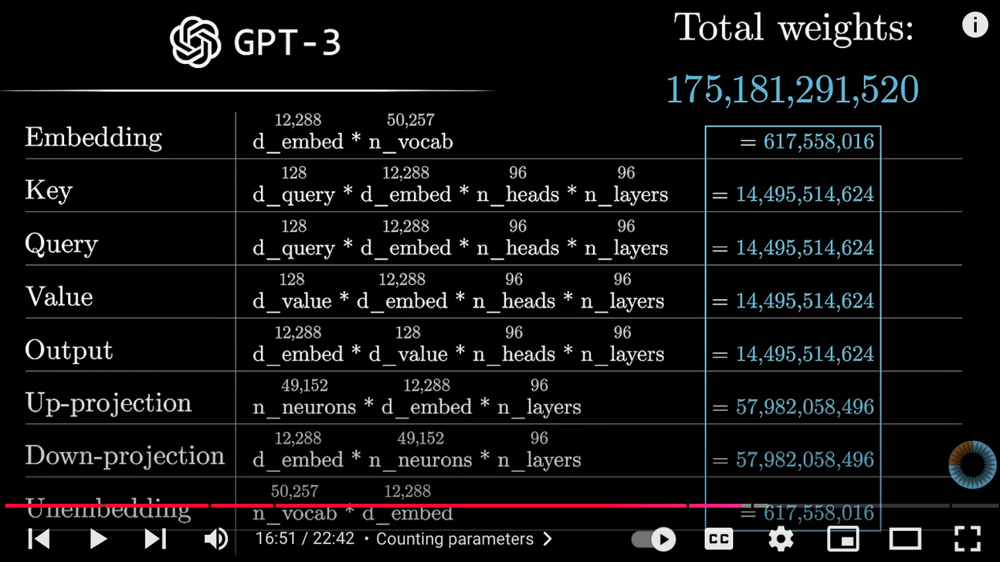 GPT-3
Total weights:
175,181,291,520
12,288 50,257
Embedding d_embed * n_vocab = 617,558,016
128 12,288 96 96
Key d_query * d_embed * n_heads * n_layers = 14,495,514,624
128 12,288 96 96
Query d_query * d_embed * n_heads * n_layers = 14,495,514,624
128 12,288 96 96
Value d_value * d_embed * n_heads * n_layers = 14,495,514,624
12,288 128 96 96
Output d_embed * d_value * n_heads * n_layers = 14,495,514,624
49,152 12,288 96
Up-projection n_neurons * d_embed * n_layers = 57,982,058,496
12,288 49,152 96
Down-projection d_embed * n_neurons * n_layers = 57,982,058,496
50,257 12,288
Unembedding n_vocab * d_embed = 617,558,016
16:51 / 22:42 • Counting parameters
CC